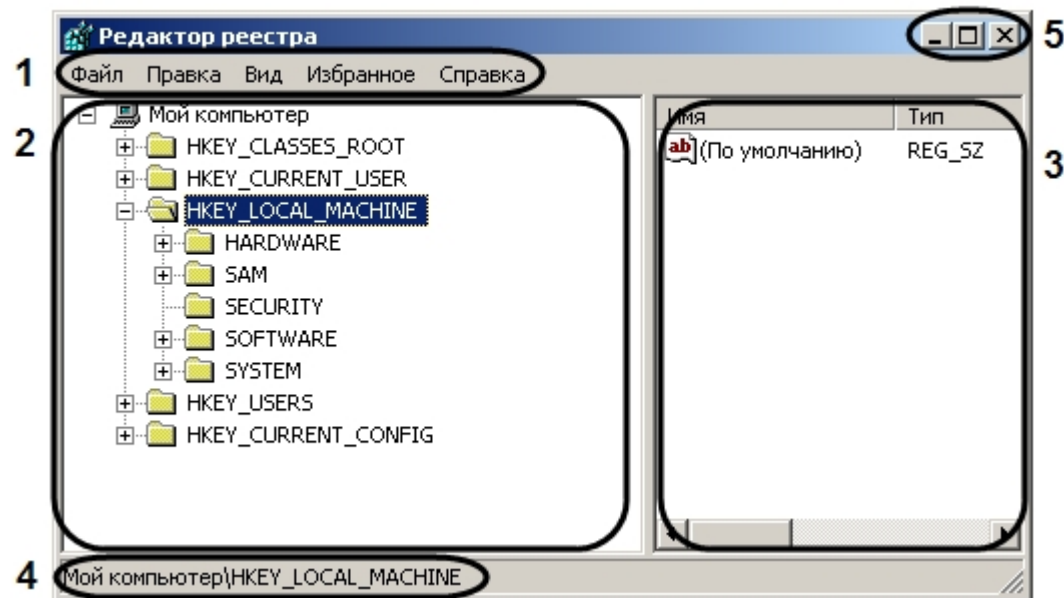 Редактор реестра 5
1 Файл Правка Вид Избранное Справка
2
Мой компьютер
HKEY_CLASSES_ROOT
HKEY_CURRENT_USER
HKEY_LOCAL_MACHINE
HARDWARE
SAM
SECURITY
SOFTWARE
SYSTEM
HKEY_USERS
HKEY_CURRENT_CONFIG
Имя Тип
ab (По умолчанию) REG_SZ
3
4 Мой компьютер\HKEY_LOCAL_MACHINE